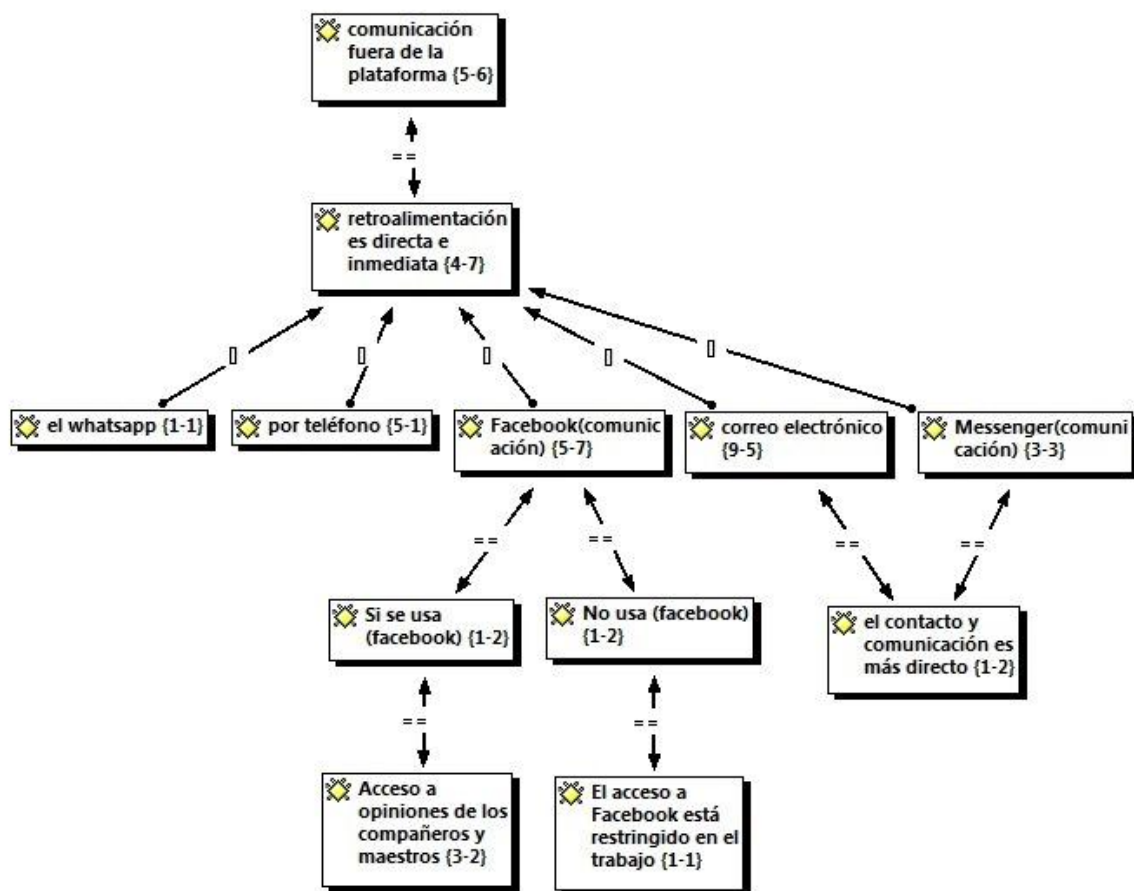 comunicación
fuera de la
plataforma {5-6}
==
retroalimentación
es directa e
inmediata {4-7}
[]
[]
[]
[]
[]
el whatsapp {1-1}
por teléfono {5-1}
Facebook(comunic
ación) {5-7}
correo electrónico
{9-5}
Messenger(comuni
cación) {3-3}
==
==
==
==
Si se usa
(facebook) {1-2}
No usa (facebook)
{1-2}
el contacto y
comunicación es
más directo {1-2}
==
==
Acceso a
opiniones de los
compañeros y
maestros {3-2}
El acceso a
Facebook está
restringido en el
trabajo {1-1}